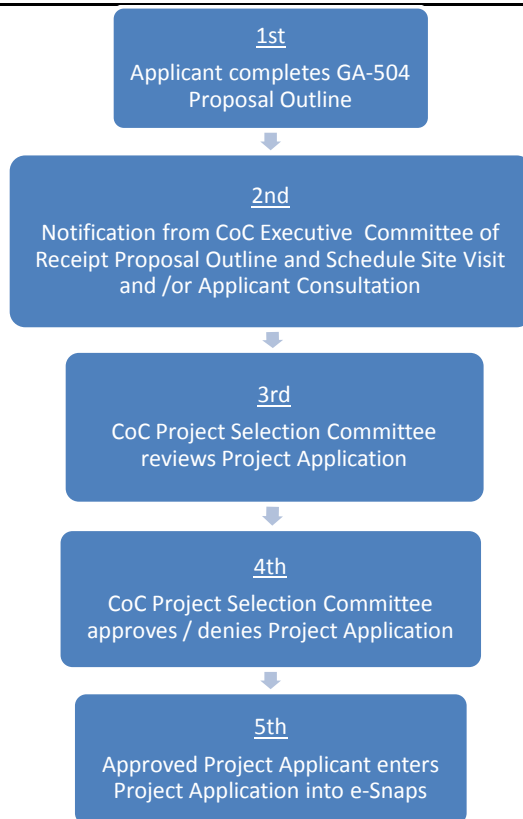 1st
Applicant completes GA-504
Proposal Outline
2nd
Notification from CoC Executive Committee of
Receipt Proposal Outline and Schedule Site Visit
and /or Applicant Consultation
3rd
CoC Project Selection Committee
reviews Project Application
4th
CoC Project Selection Committee
approves / denies Project Application
5th
Approved Project Applicant enters
Project Application into e-Snaps